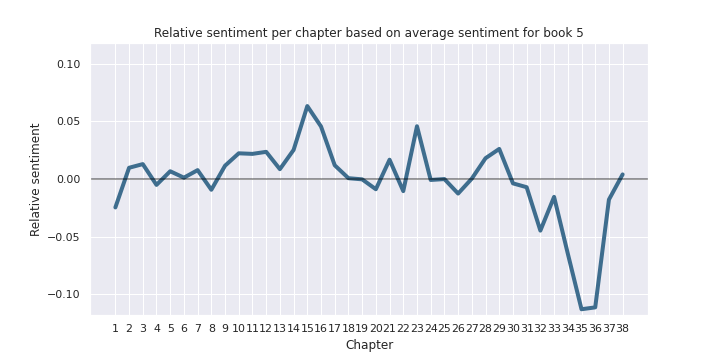 Relative sentiment per chapter based on average sentiment for book 5
0.10
0.05
0.00
−0.05
−0.10
Relative sentiment
1 2 3 4 5 6 7 8 9 10 11 12 13 14 15 16 17 18 19 20 21 22 23 24 25 26 27 28 29 30 31 32 33 34 35 36 37 38
Chapter